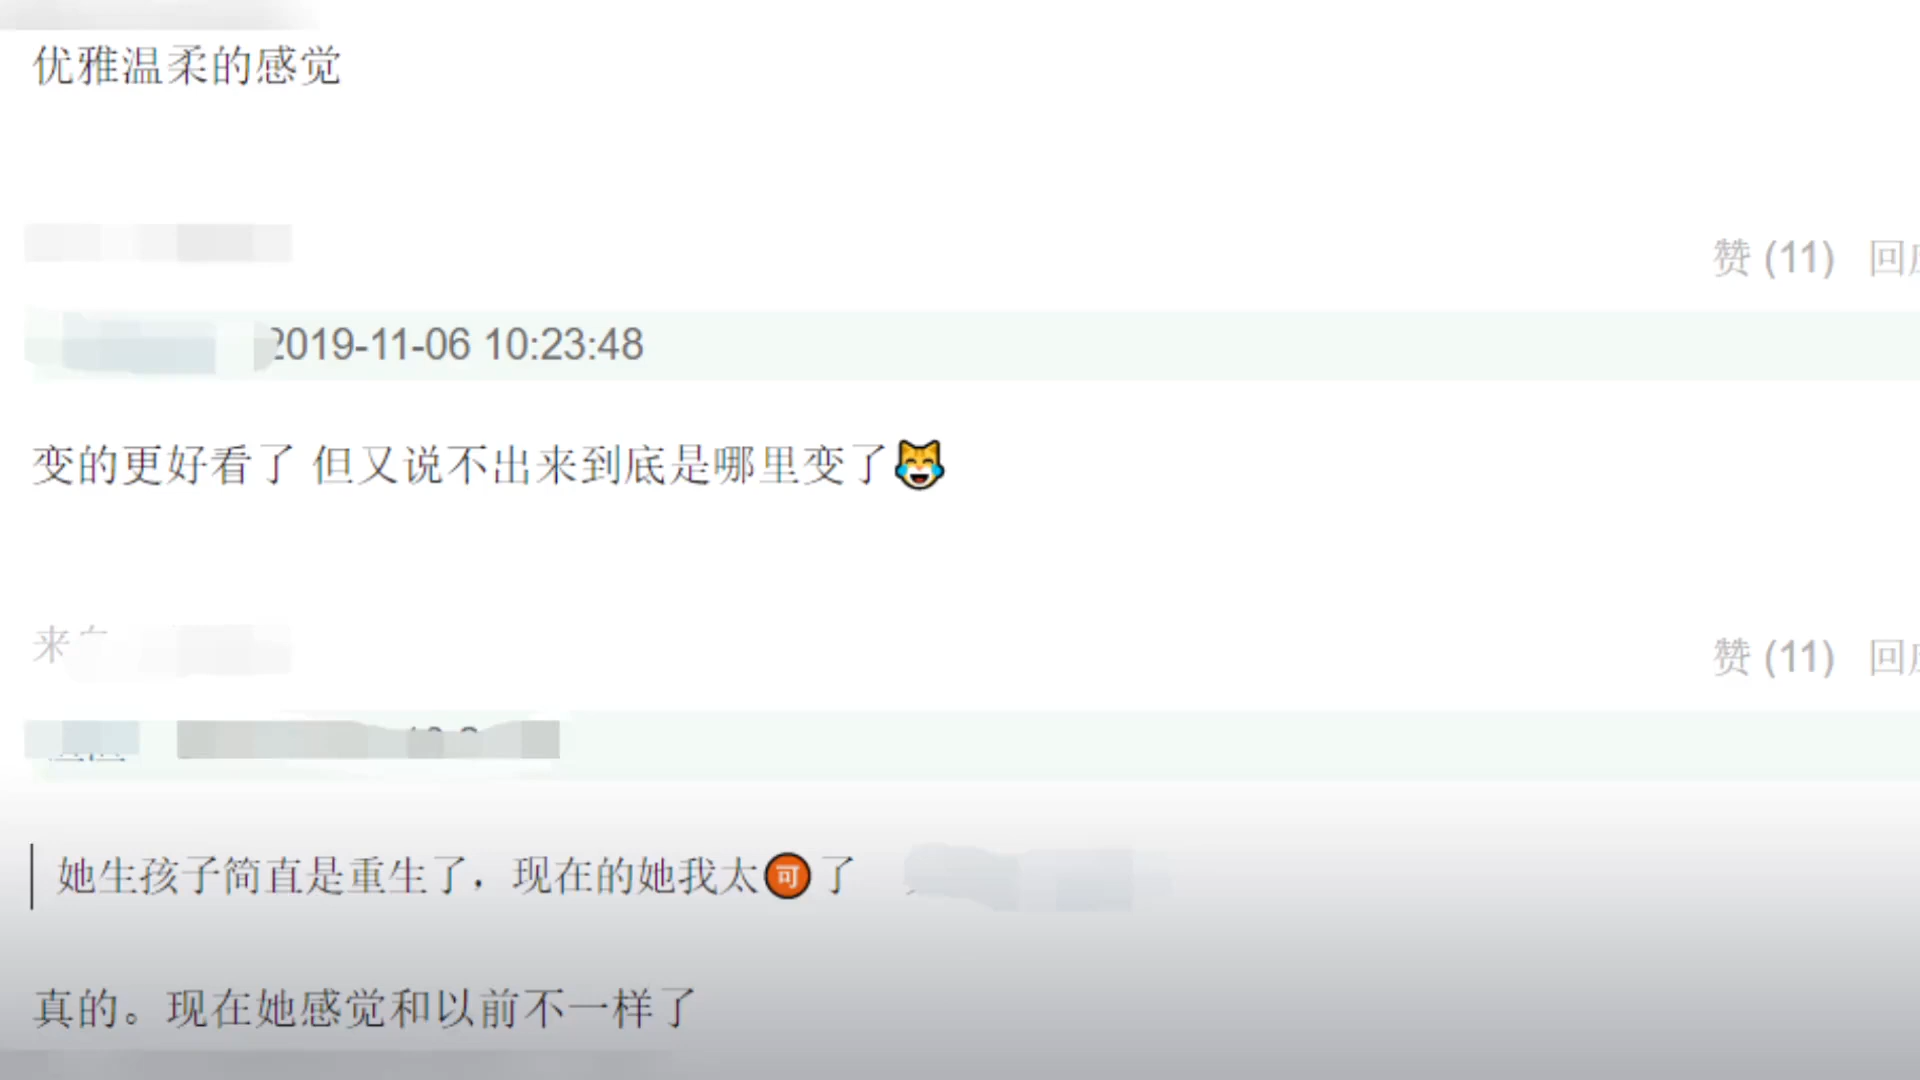 优雅温柔的感觉
赞 (11) 回
2019-11-06 10:23:48
变的更好看了 但又说不出来到底是哪里变了😹
来
赞 (11) 回
她生孩子简直是重生了，现在的她我太🉑了
真的。现在她感觉和以前不一样了